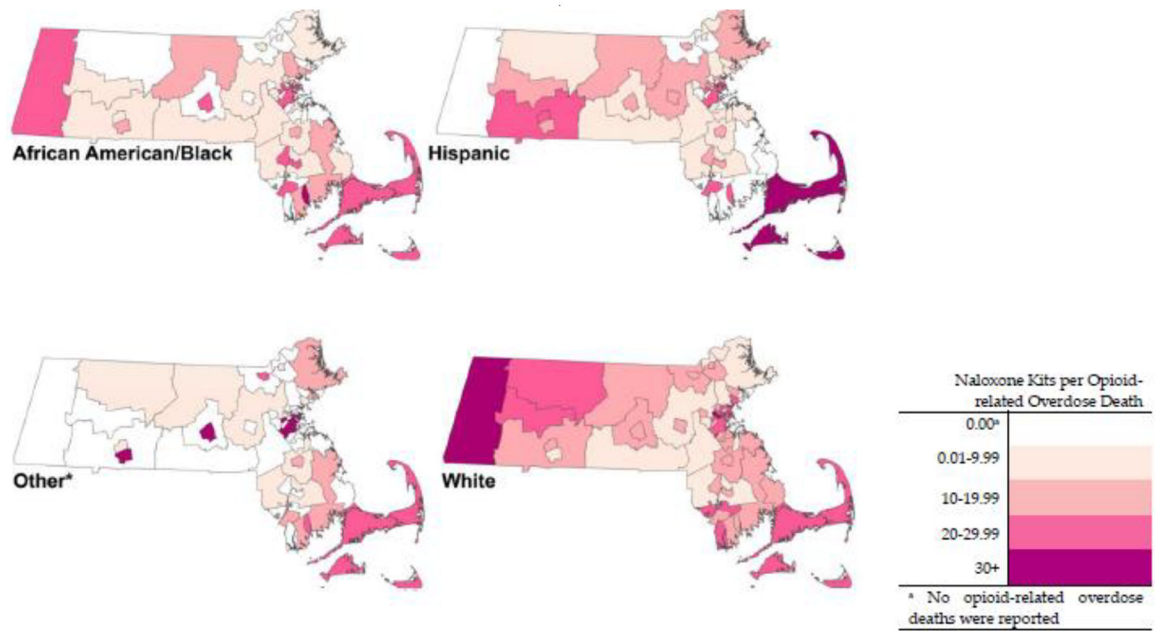 African American/Black
Hispanic
Other*
White
Naloxone Kits per Opioid-
related Overdose Death
0.00ᵃ
0.01-9.99
10-19.99
20-29.99
30+
ᵃ No opioid-related overdose
deaths were reported